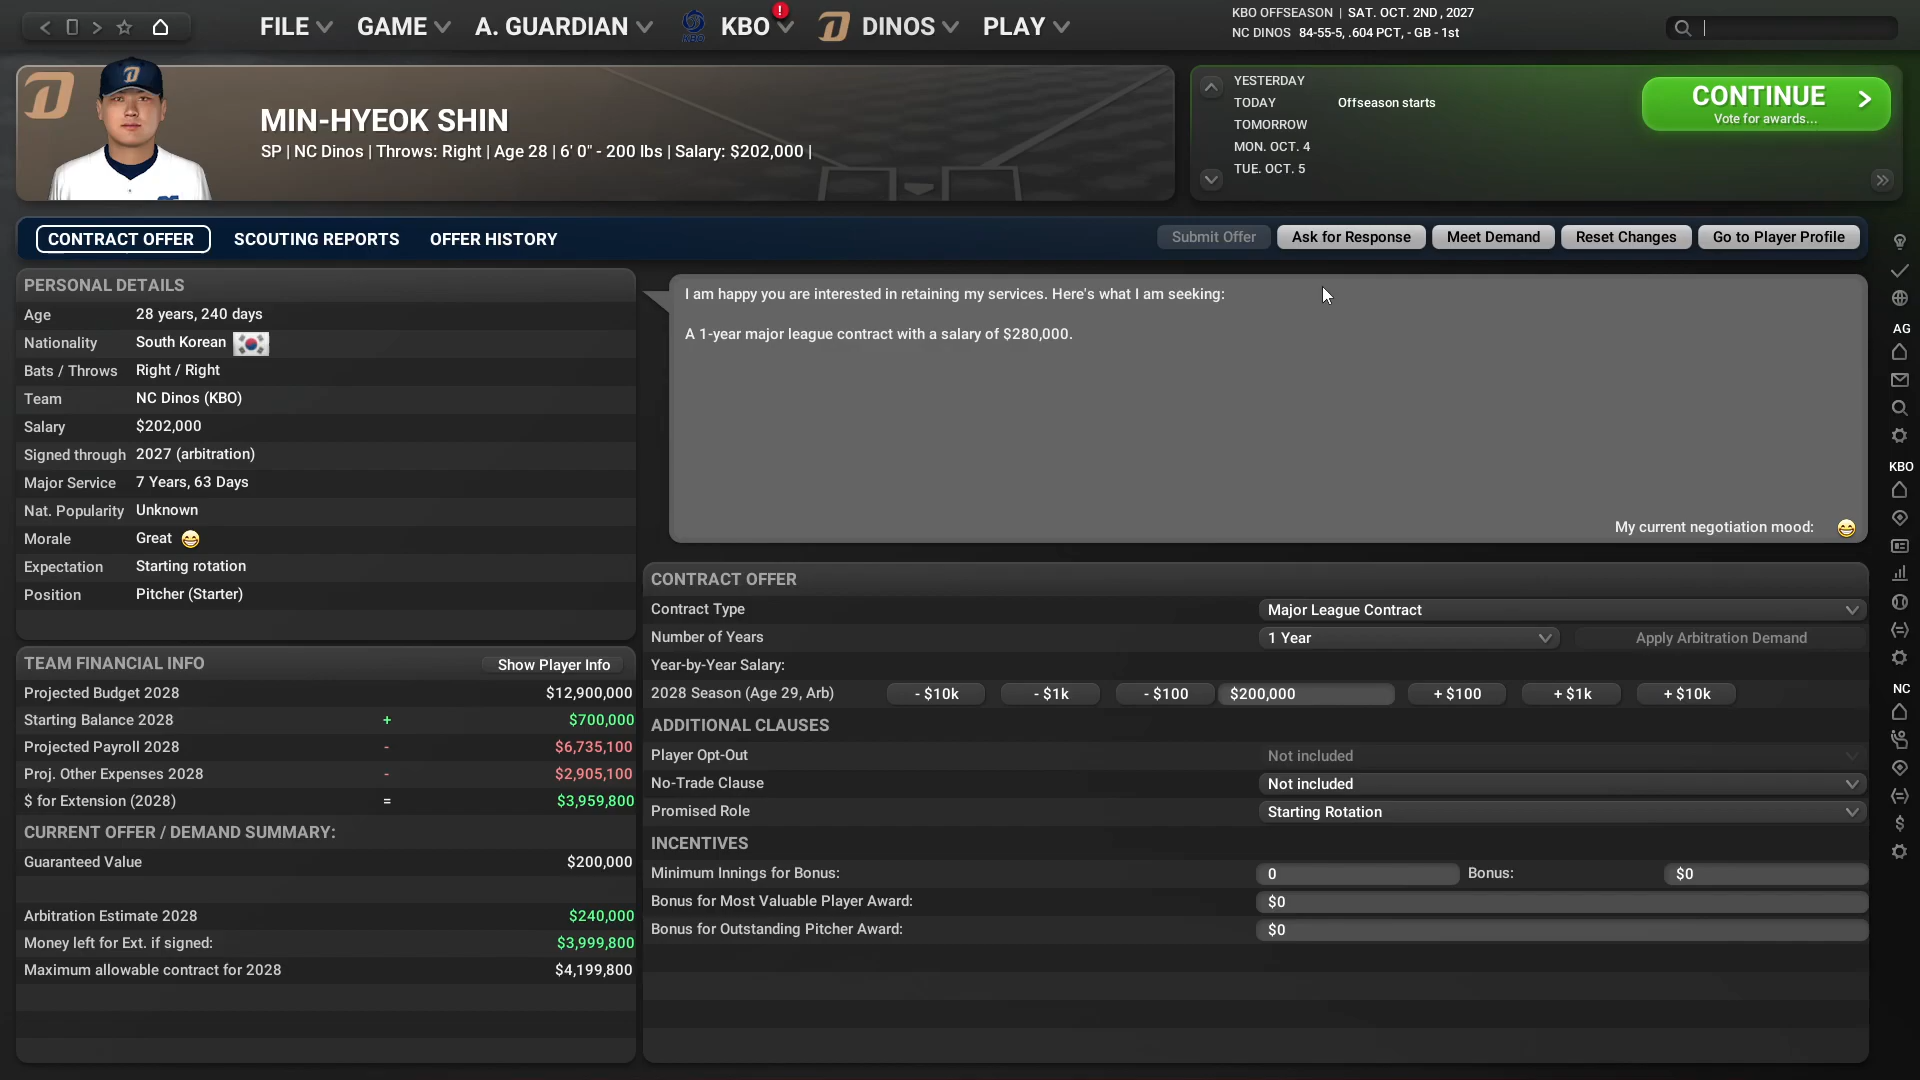 FILE
GAME
A. GUARDIAN
KBO
!
DINOS
PLAY
KBO OFFSEASON | SAT. OCT. 2ND , 2027
NC DINOS 84-55-5, .604 PCT, - GB - 1st
MIN-HYEOK SHIN
SP | NC Dinos | Throws: Right | Age 28 | 6' 0" - 200 lbs | Salary: $202,000 |
YESTERDAY
TODAY Offseason starts
TOMORROW
MON. OCT. 4
TUE. OCT. 5
CONTINUE
Vote for awards...
CONTRACT OFFER
SCOUTING REPORTS
OFFER HISTORY
Submit Offer
Ask for Response
Meet Demand
Reset Changes
Go to Player Profile
PERSONAL DETAILS
Age 28 years, 240 days
Nationality South Korean
Bats / Throws Right / Right
Team NC Dinos (KBO)
Salary $202,000
Signed through 2027 (arbitration)
Major Service 7 Years, 63 Days
Nat. Popularity Unknown
Morale Great
Expectation Starting rotation
Position Pitcher (Starter)
I am happy you are interested in retaining my services. Here's what I am seeking:
A 1-year major league contract with a salary of $280,000.
My current negotiation mood:
TEAM FINANCIAL INFO Show Player Info
Projected Budget 2028 $12,900,000
Starting Balance 2028 + $700,000
Projected Payroll 2028 - $6,735,100
Proj. Other Expenses 2028 - $2,905,100
$ for Extension (2028) = $3,959,800
CURRENT OFFER / DEMAND SUMMARY:
Guaranteed Value $200,000
Arbitration Estimate 2028 $240,000
Money left for Ext. if signed: $3,999,800
Maximum allowable contract for 2028 $4,199,800
CONTRACT OFFER
Contract Type Major League Contract
Number of Years 1 Year Apply Arbitration Demand
Year-by-Year Salary:
2028 Season (Age 29, Arb) - $10k - $1k - $100 $200,000 + $100 + $1k + $10k
ADDITIONAL CLAUSES
Player Opt-Out Not included
No-Trade Clause Not included
Promised Role Starting Rotation
INCENTIVES
Minimum Innings for Bonus: 0 Bonus: $0
Bonus for Most Valuable Player Award: $0
Bonus for Outstanding Pitcher Award: $0
AG
KBO
NC